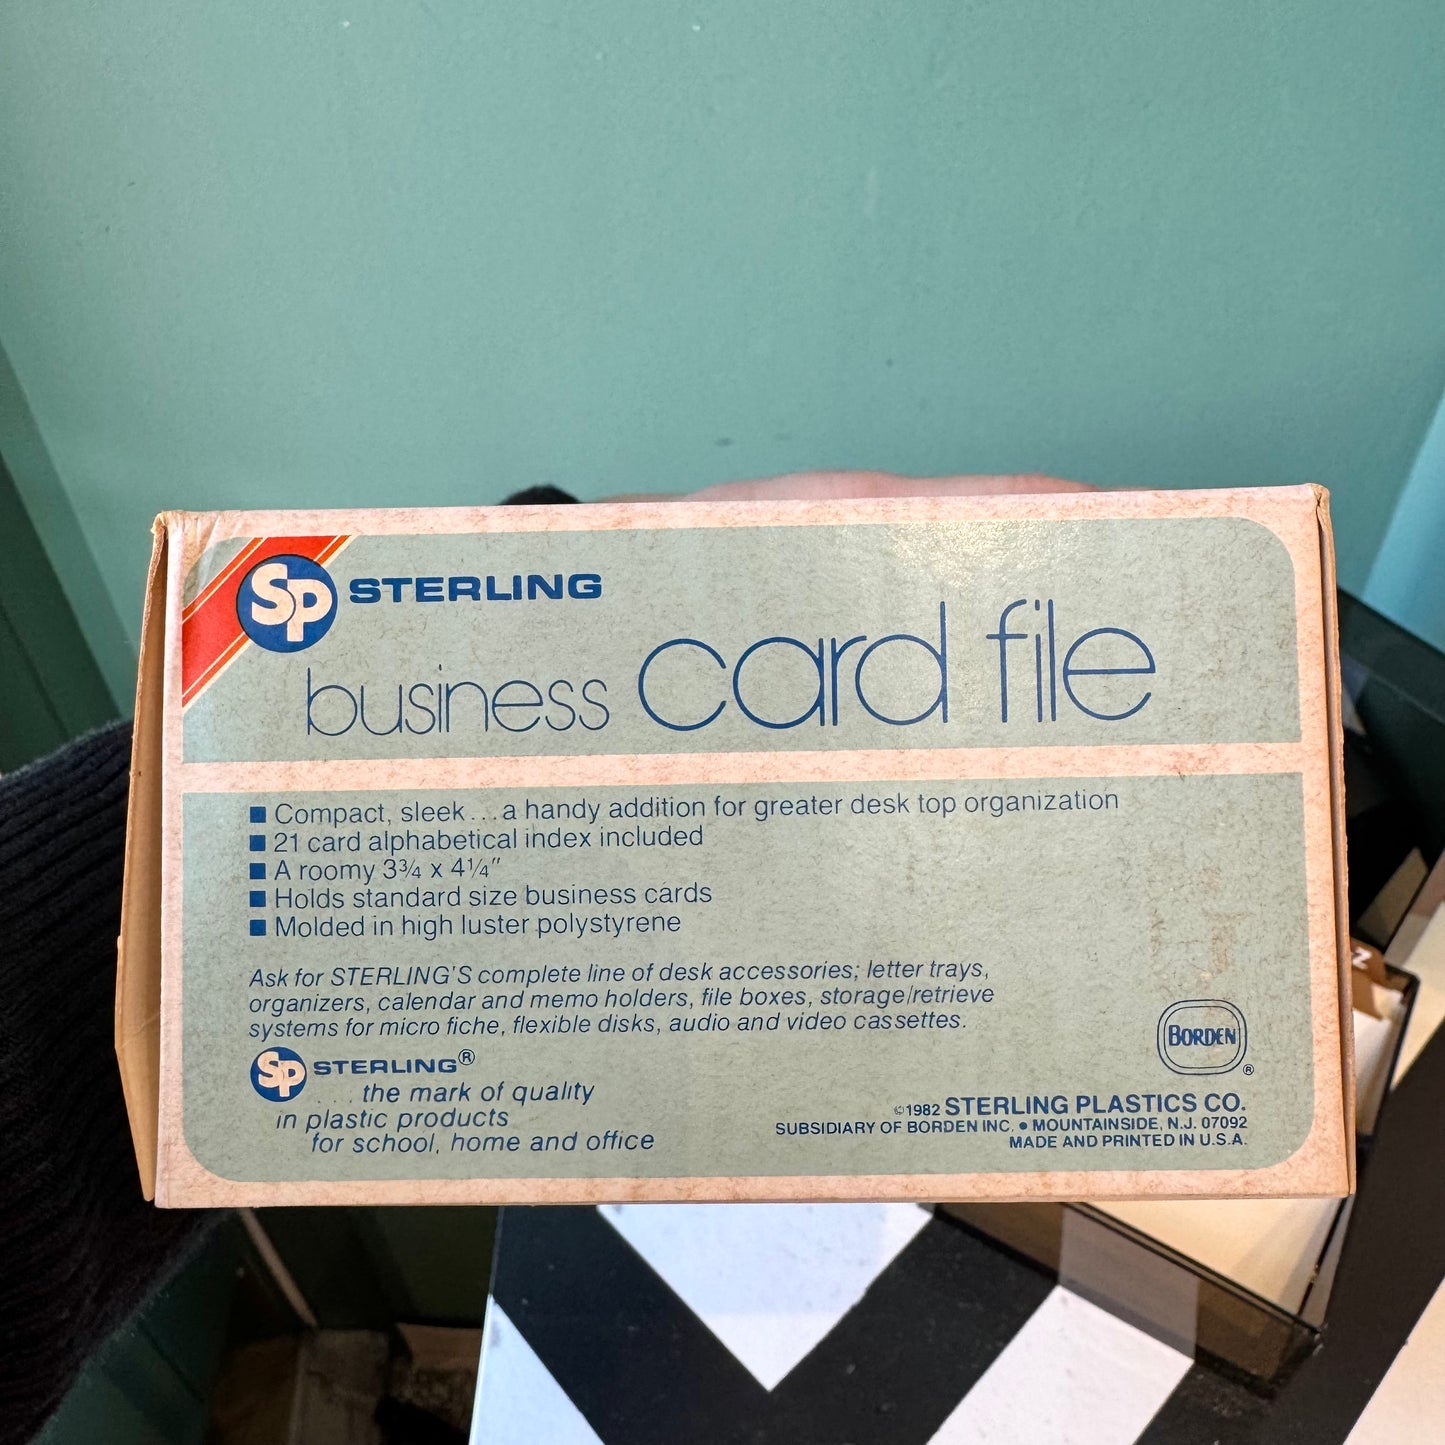 SP STERLING
business card file
■ Compact, sleek...a handy addition for greater desk top organization
■ 21 card alphabetical index included
■ A roomy 3¾ x 4¼"
■ Holds standard size business cards
■ Molded in high luster polystyrene
Ask for STERLING'S complete line of desk accessories; letter trays,
organizers, calendar and memo holders, file boxes, storage/retrieve
systems for micro fiche, flexible disks, audio and video cassettes.
SP STERLING®
...the mark of quality
in plastic products
for school, home and office
BORDEN ®
©1982 STERLING PLASTICS CO.
SUBSIDIARY OF BORDEN INC. • MOUNTAINSIDE, N.J. 07092
MADE AND PRINTED IN U.S.A.
Z